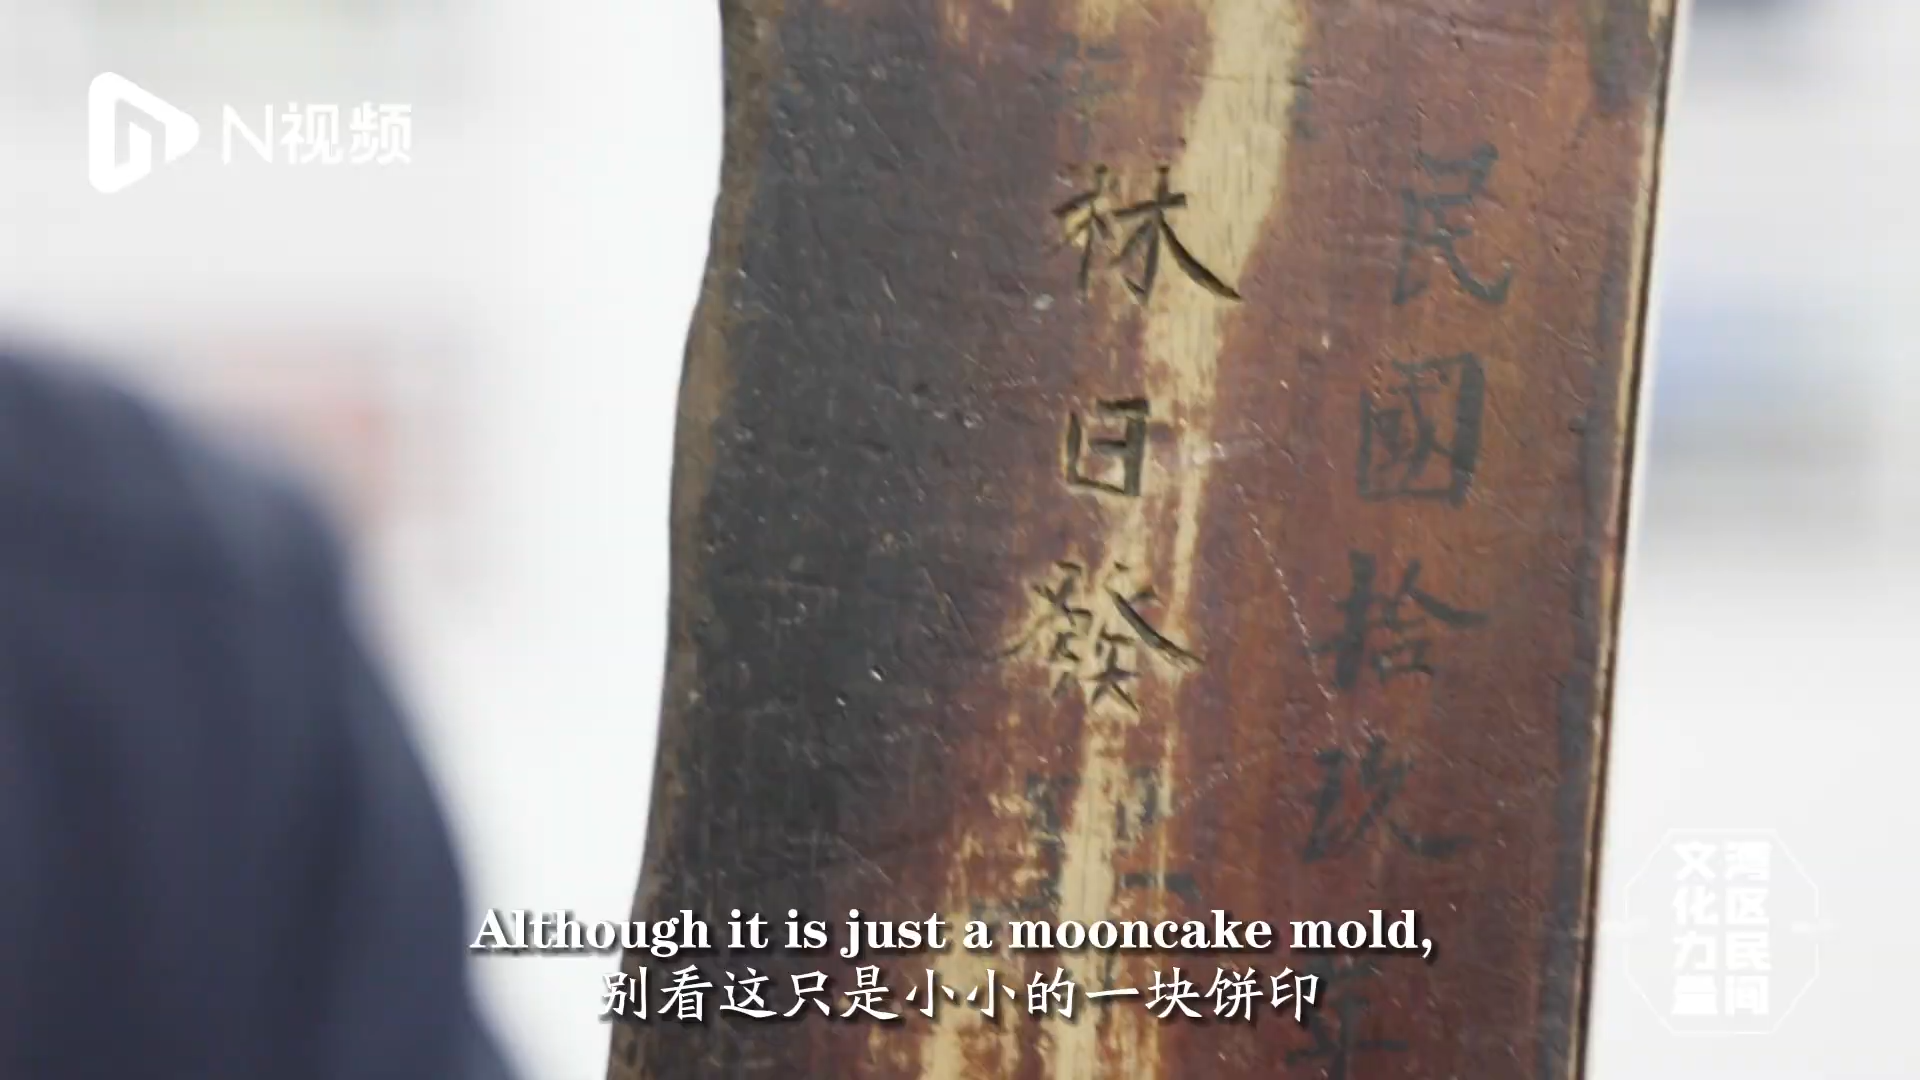 N视频
民國拾玖年
林日發
Although it is just a mooncake mold,
别看这只是小小的一块饼印
湾区民间
文化力量